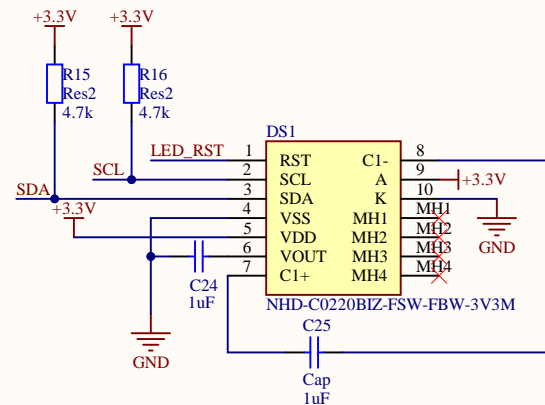 +3.3V
+3.3V
R15
Res2
4.7k
R16
Res2
4.7k
DS1
LED_RST
SCL
SDA
+3.3V
1
2
3
4
5
6
7
RST
SCL
SDA
VSS
VDD
VOUT
C1+
C1-
A
K
MH1
MH2
MH3
MH4
8
9
10
MH1
MH2
MH3
MH4
+3.3V
GND
C24
1uF
NHD-C0220BIZ-FSW-FBW-3V3M
GND
C25
Cap
1uF